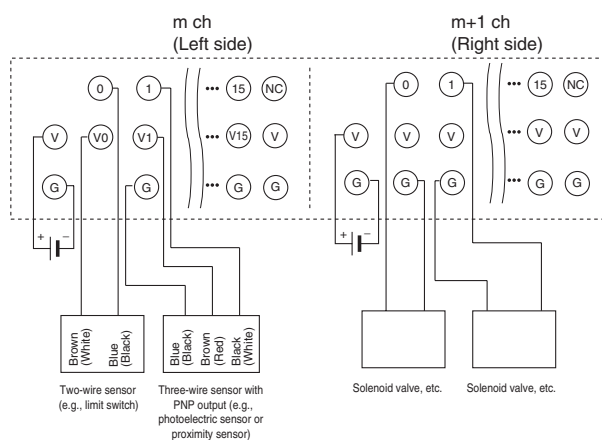 m ch
(Left side)
m+1 ch
(Right side)
0 1 ••• 15 NC
0 1 ••• 15 NC
V V0 V1 ••• V15 V
V V V ••• V V
G G ••• G G
G G G ••• G G
+ −
+ −
Brown
(White)
Blue
(Black)
Blue
(Black)
Brown
(Red)
Black
(White)
Two-wire sensor
(e.g., limit switch)
Three-wire sensor with
PNP output (e.g.,
photoelectric sensor or
proximity sensor)
Solenoid valve, etc.
Solenoid valve, etc.